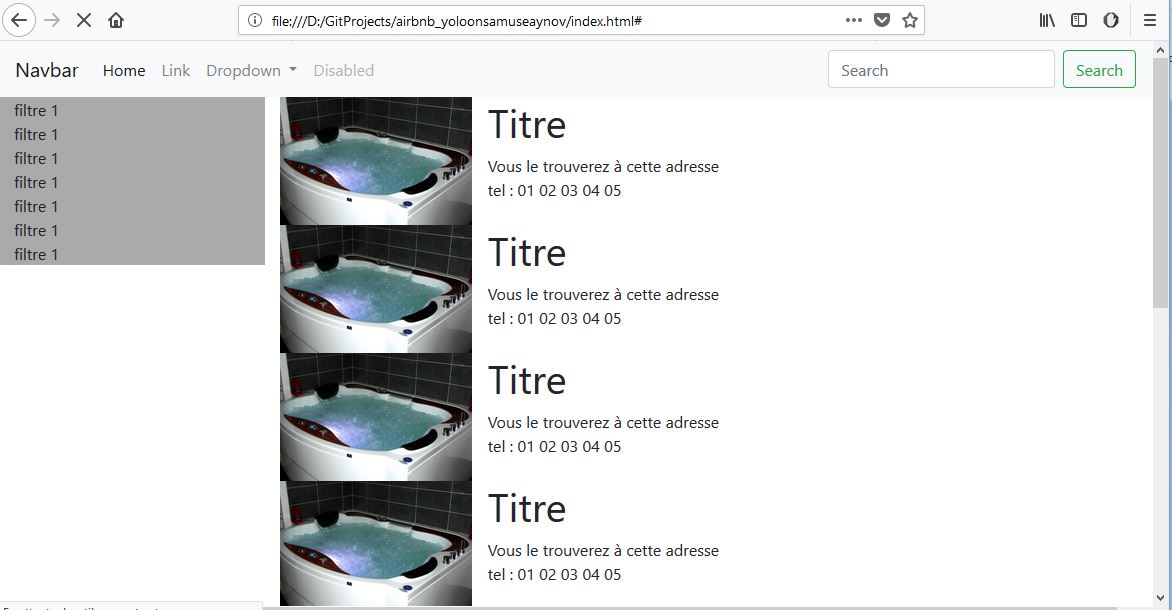 file:///D:/GitProjects/airbnb_yoloonsamuseaynov/index.html#
Navbar Home Link Dropdown Disabled Search Search
filtre 1
filtre 1
filtre 1
filtre 1
filtre 1
filtre 1
filtre 1
Titre
Vous le trouverez à cette adresse
tel : 01 02 03 04 05
Titre
Vous le trouverez à cette adresse
tel : 01 02 03 04 05
Titre
Vous le trouverez à cette adresse
tel : 01 02 03 04 05
Titre
Vous le trouverez à cette adresse
tel : 01 02 03 04 05